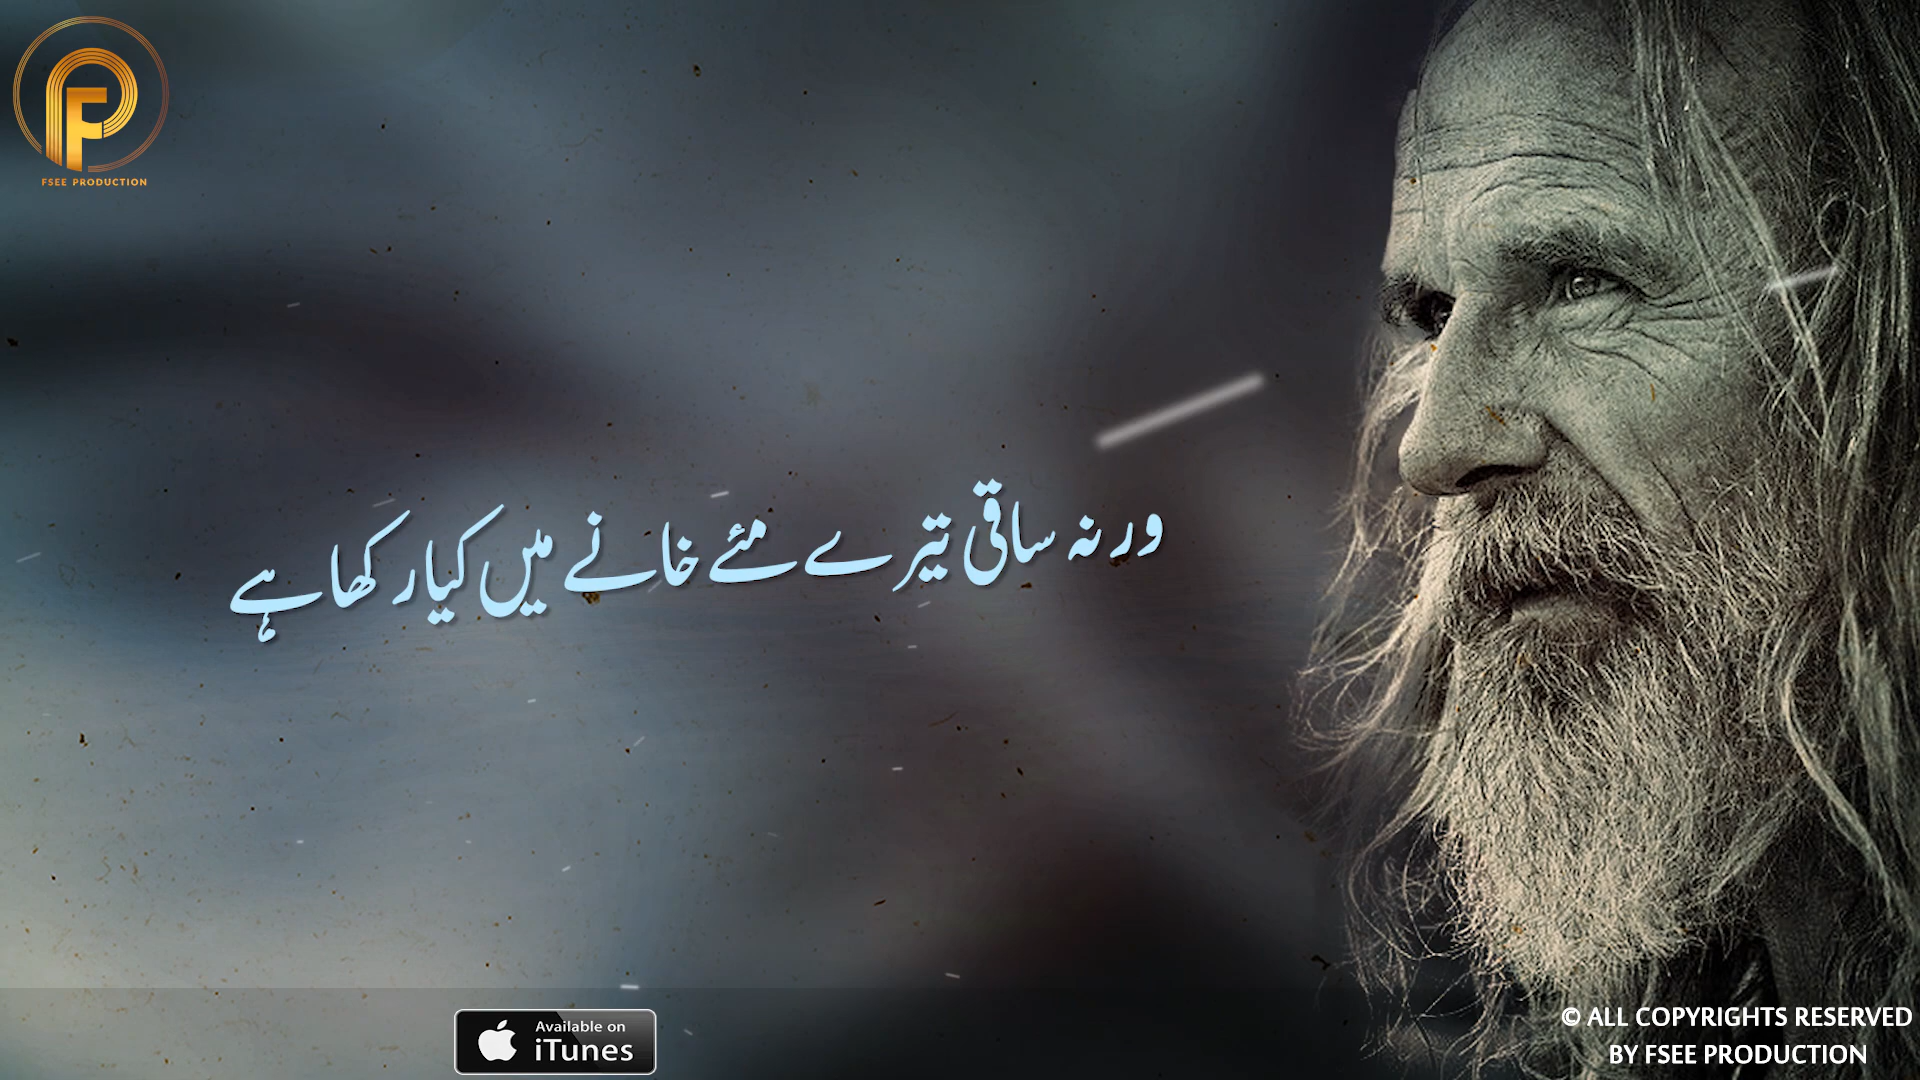 FSEE PRODUCTION
ورنہ ساقی تیرے مئے خانے میں کیا رکھا ہے
Available on
iTunes
© ALL COPYRIGHTS RESERVED
BY FSEE PRODUCTION